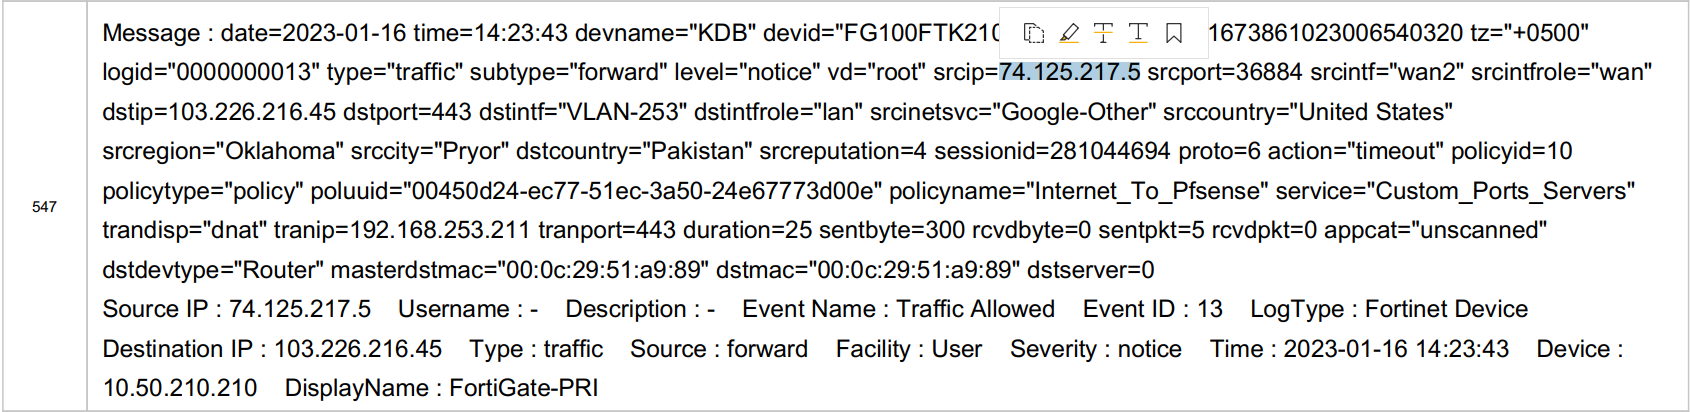 Message : date=2023-01-16 time=14:23:43 devname="KDB" devid="FG100FTK210 1673861023006540320 tz="+0500"
logid="0000000013" type="traffic" subtype="forward" level="notice" vd="root" srcip=74.125.217.5 srcport=36884 srcintf="wan2" srcintfrole="wan"
dstip=103.226.216.45 dstport=443 dstintf="VLAN-253" dstintfrole="lan" srcinetsvc="Google-Other" srccountry="United States"
srcregion="Oklahoma" srccity="Pryor" dstcountry="Pakistan" srcreputation=4 sessionid=281044694 proto=6 action="timeout" policyid=10
policytype="policy" poluuid="00450d24-ec77-51ec-3a50-24e67773d00e" policyname="Internet_To_Pfsense" service="Custom_Ports_Servers"
547
trandisp="dnat" tranip=192.168.253.211 tranport=443 duration=25 sentbyte=300 rcvdbyte=0 sentpkt=5 rcvdpkt=0 appcat="unscanned"
dstdevtype="Router" masterdstmac="00:0c:29:51:a9:89" dstmac="00:0c:29:51:a9:89" dstserver=0
Source IP : 74.125.217.5 Username : - Description : - Event Name : Traffic Allowed Event ID : 13 LogType : Fortinet Device
Destination IP : 103.226.216.45 Type : traffic Source : forward Facility : User Severity : notice Time : 2023-01-16 14:23:43 Device :
10.50.210.210 DisplayName : FortiGate-PRI